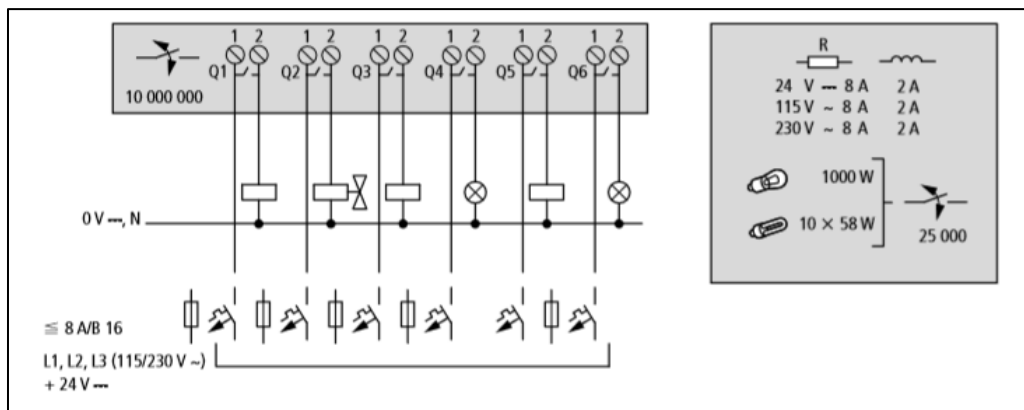 1 2 1 2 1 2 1 2 1 2 1 2
Q1 Q2 Q3 Q4 Q5 Q6
10 000 000
0 V ⎓, N
≦ 8 A/B 16
L1, L2, L3 (115/230 V ~)
+ 24 V ⎓
R
24 V ⎓ 8 A 2 A
115 V ~ 8 A 2 A
230 V ~ 8 A 2 A
1000 W
10 × 58 W
25 000